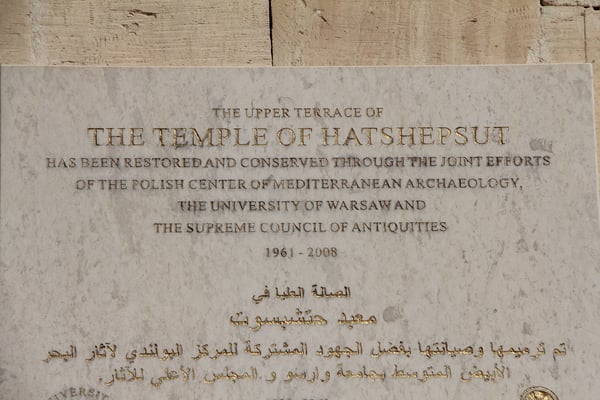 THE UPPER TERRACE OF
THE TEMPLE OF HATSHEPSUT
HAS BEEN RESTORED AND CONSERVED THROUGH THE JOINT EFFORTS
OF THE POLISH CENTER OF MEDITERRANEAN ARCHAEOLOGY,
THE UNIVERSITY OF WARSAW AND
THE SUPREME COUNCIL OF ANTIQUITIES
1961 - 2008
الصالة العليا في
معبد حتشبسوت
تم ترميمها وصيانتها بفضل الجهود المشتركة للمركز البولندي لآثار البحر
الأبيض المتوسط بجامعة وارسو و المجلس الأعلي للآثار